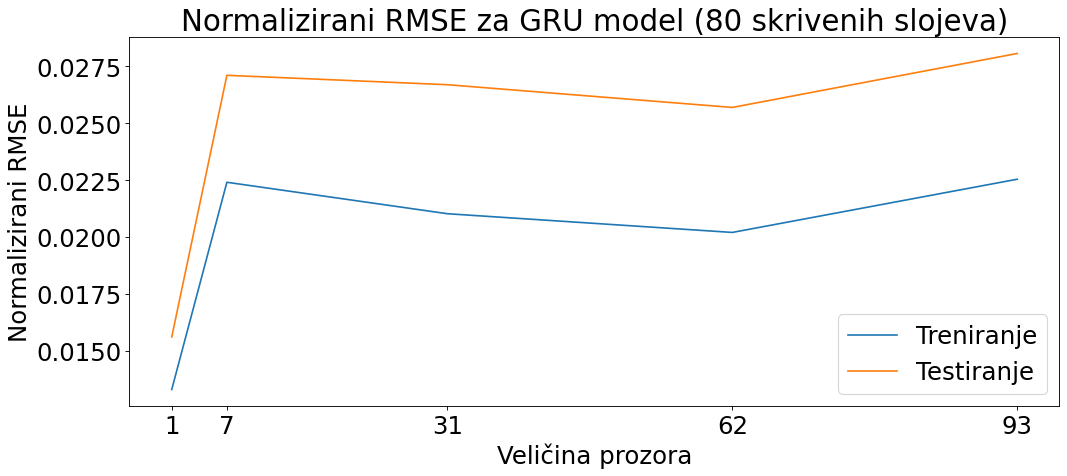 Normalizirani RMSE za GRU model (80 skrivenih slojeva)
Normalizirani RMSE
0.0275
0.0250
0.0225
0.0200
0.0175
0.0150
Treniranje
Testiranje
1 7 31 62 93
Veličina prozora